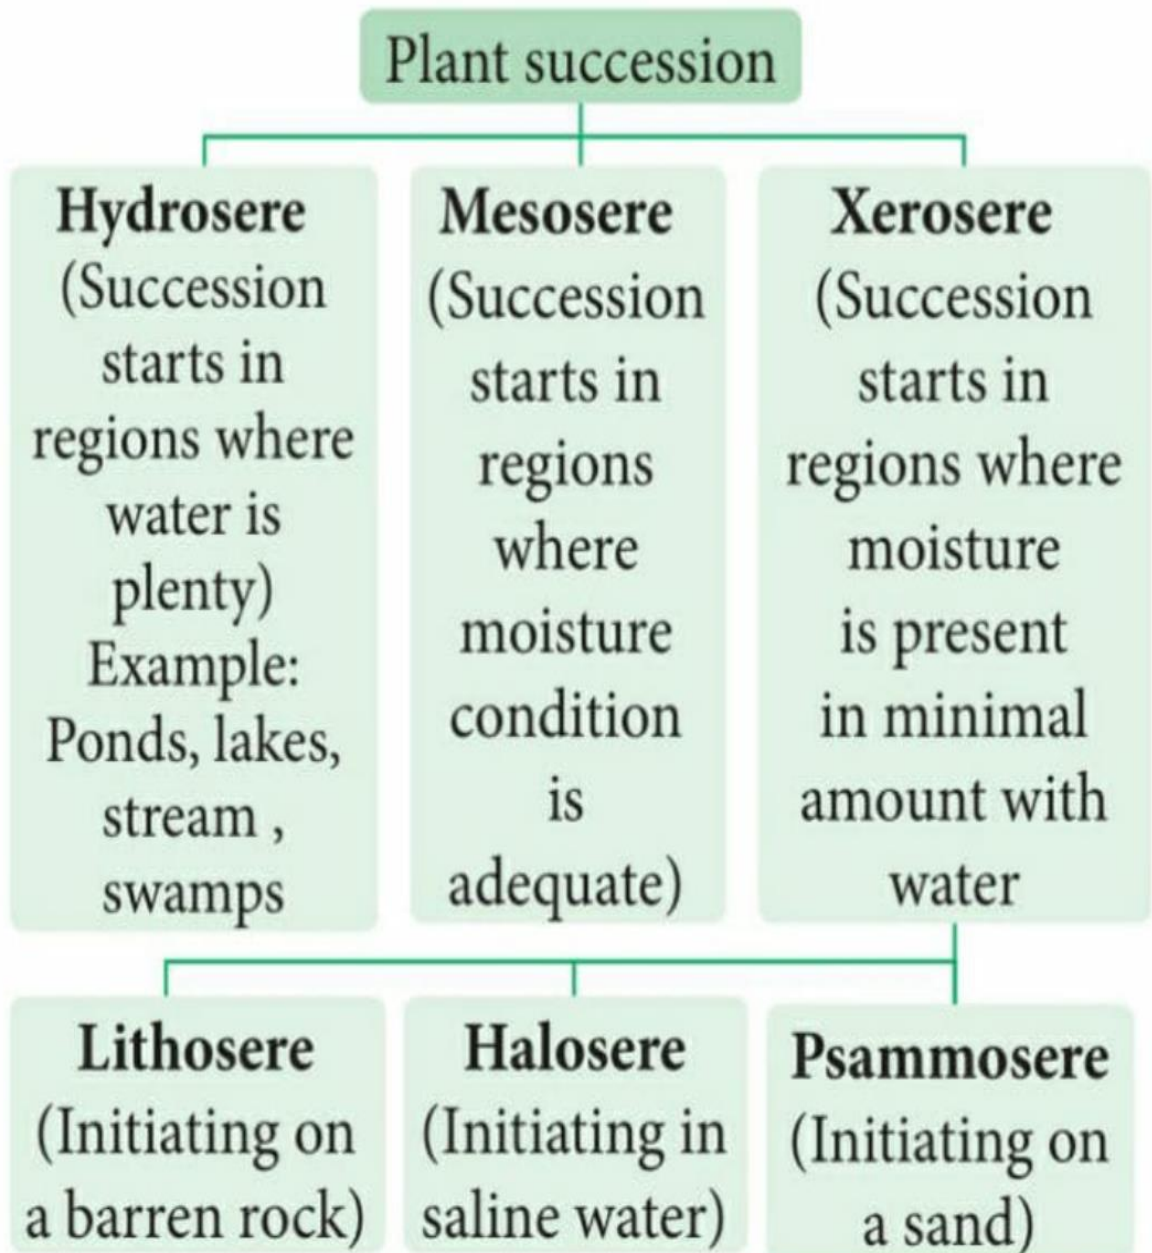 Plant succession
Hydrosere
(Succession
starts in
regions where
water is
plenty)
Example:
Ponds, lakes,
stream ,
swamps
Mesosere
(Succession
starts in
regions
where
moisture
condition
is
adequate)
Xerosere
(Succession
starts in
regions where
moisture
is present
in minimal
amount with
water
Lithosere
(Initiating on
a barren rock)
Halosere
(Initiating in
saline water)
Psammosere
(Initiating on
a sand)